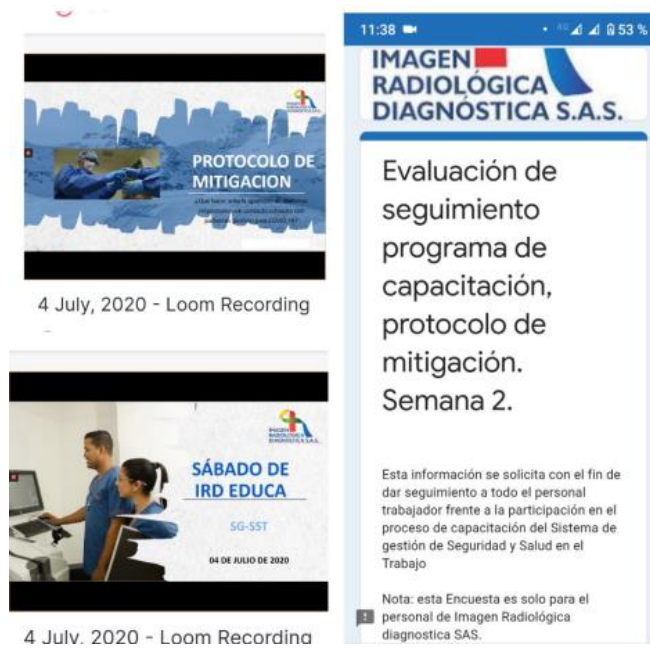 PROTOCOLO DE
MITIGACION
4 July, 2020 - Loom Recording
IMAGEN
RADIOLÓGICA
DIAGNÓSTICA S.A.S.
SÁBADO DE
IRD EDUCA
SG-SST
04 DE JULIO DE 2020
4 July, 2020 - Loom Recording
11:38
4G
53 %
IMAGEN
RADIOLÓGICA
DIAGNÓSTICA S.A.S.
Evaluación de
seguimiento
programa de
capacitación,
protocolo de
mitigación.
Semana 2.
Esta información se solicita con el fin de
dar seguimiento a todo el personal
trabajador frente a la participación en el
proceso de capacitación del Sistema de
gestión de Seguridad y Salud en el
Trabajo
Nota: esta Encuesta es solo para el
personal de Imagen Radiológica
diagnostica SAS.